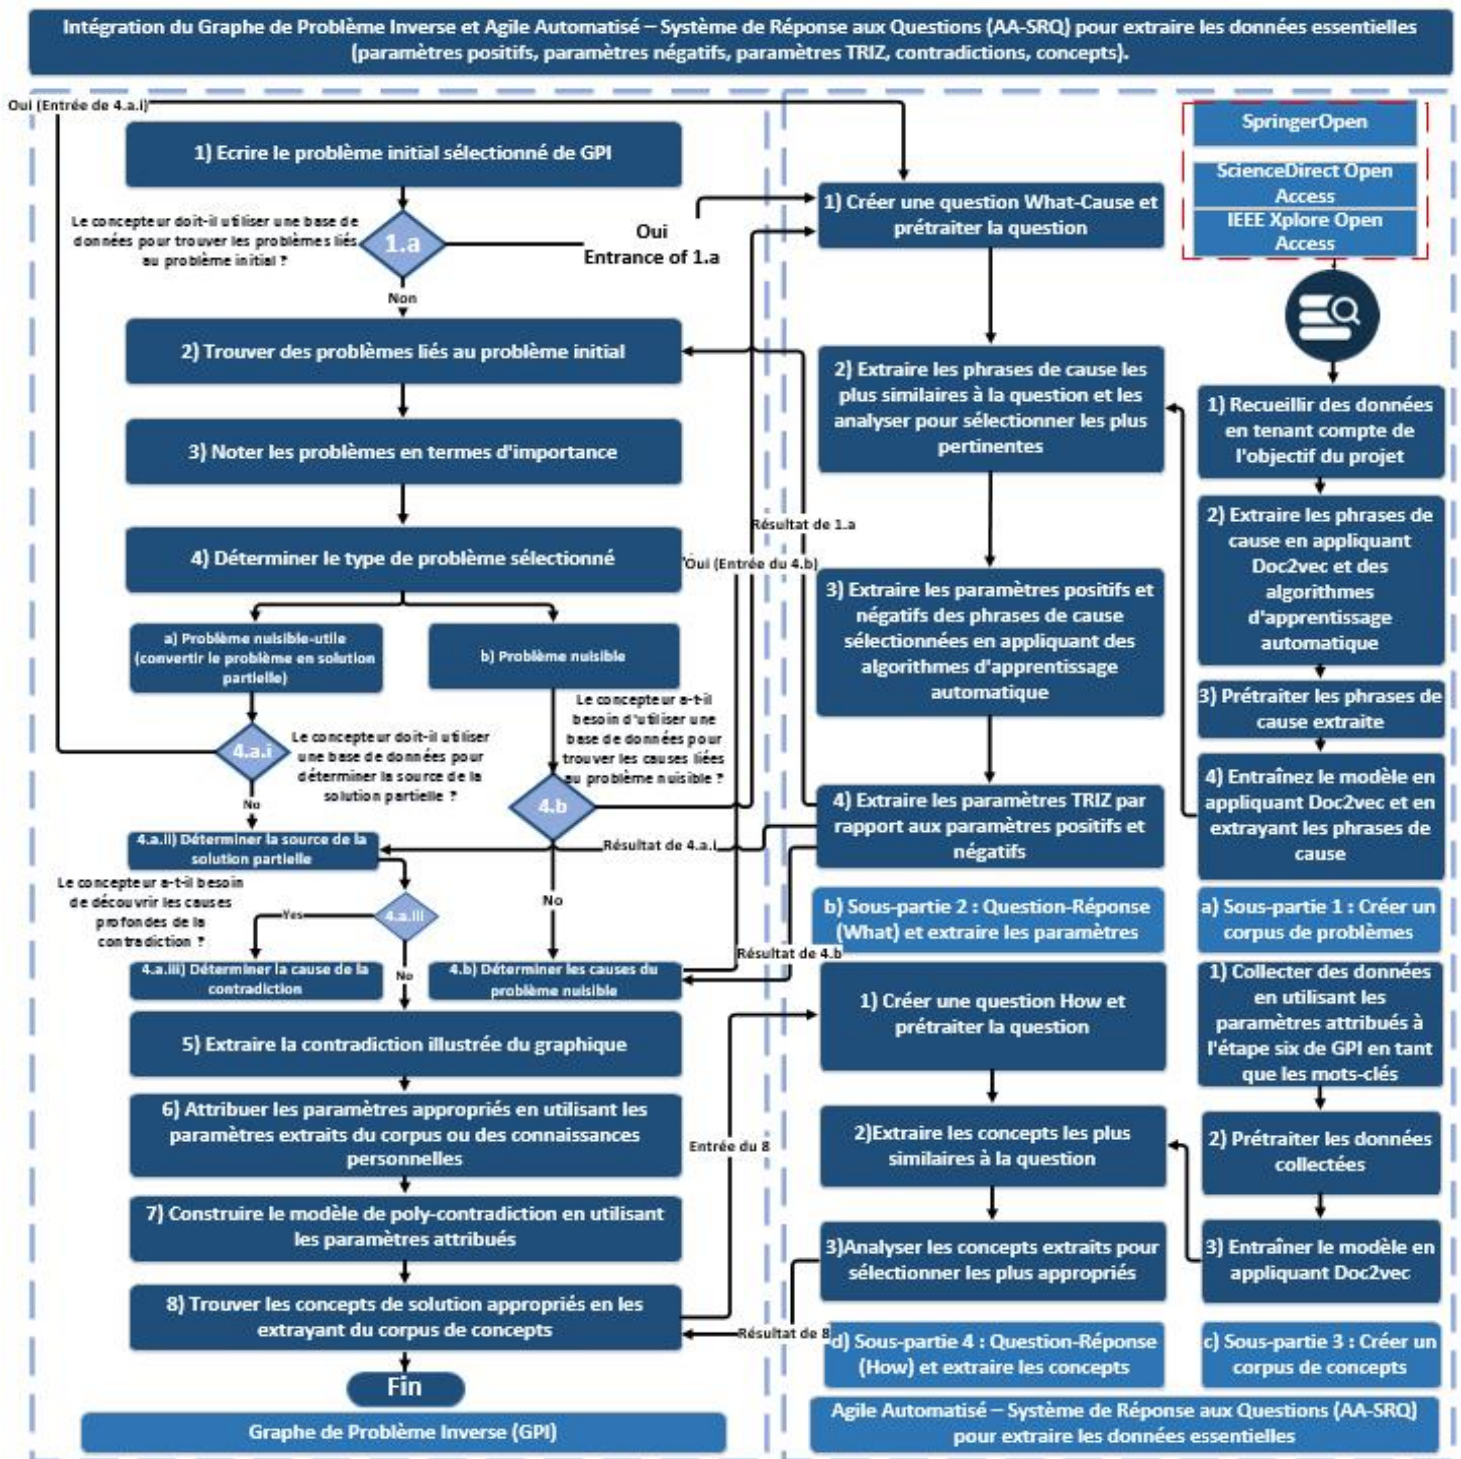 Intégration du Graphe de Problème Inverse et Agile Automatisé – Système de Réponse aux Questions (AA-SRQ) pour extraire les données essentielles
(paramètres positifs, paramètres négatifs, paramètres TRIZ, contradictions, concepts).
Oui (Entrée de 4.a.i)
1) Ecrire le problème initial sélectionné de GPI
Le concepteur doit-il utiliser une base de
données pour trouver les problèmes liés
au problème initial ?
1.a
Oui
Entrance of 1.a
Non
2) Trouver des problèmes liés au problème initial
3) Noter les problèmes en termes d'importance
4) Déterminer le type de problème sélectionné
a) Problème nuisible-utile
(convertir le problème en solution
partielle)
b) Problème nuisible
4.a.i
Le concepteur doit-il utiliser
une base de données pour
déterminer la source de la
solution partielle ?
Le concepteur a-t-il
besoin d'utiliser une
base de données pour
trouver les causes liées
au problème nuisible ?
4.b
No
4.a.ii) Déterminer la source de la
solution partielle
Le concepteur a-t-il besoin
de découvrir les causes
profondes de la
contradiction ?
Yes
4.a.iii
No
No
4.a.iii) Déterminer la cause de la
contradiction
4.b) Déterminer les causes du
problème nuisible
5) Extraire la contradiction illustrée du graphique
6) Attribuer les paramètres appropriés en utilisant les
paramètres extraits du corpus ou des connaissances
personnelles
7) Construire le modèle de poly-contradiction en utilisant
les paramètres attribués
8) Trouver les concepts de solution appropriés en les
extrayant du corpus de concepts
Fin
Graphe de Problème Inverse (GPI)
Résultat de 1.a
'Oui (Entrée du 4.b)
Résultat de 4.a.i
Résultat de 4.b
Entrée du 8
Résultat de 8
1) Créer une question What-Cause et
prétraiter la question
2) Extraire les phrases de cause les
plus similaires à la question et les
analyser pour sélectionner les plus
pertinentes
3) Extraire les paramètres positifs et
négatifs des phrases de cause
sélectionnées en appliquant des
algorithmes d'apprentissage
automatique
4) Extraire les paramètres TRIZ par
rapport aux paramètres positifs et
négatifs
b) Sous-partie 2 : Question-Réponse
(What) et extraire les paramètres
1) Créer une question How et
prétraiter la question
2)Extraire les concepts les plus
similaires à la question
3)Analyser les concepts extraits pour
sélectionner les plus appropriés
d) Sous-partie 4 : Question-Réponse
(How) et extraire les concepts
SpringerOpen
ScienceDirect Open
Access
IEEE Xplore Open
Access
1) Recueillir des données
en tenant compte de
l'objectif du projet
2) Extraire les phrases de
cause en appliquant
Doc2vec et des
algorithmes
d'apprentissage
automatique
3) Prétraiter les phrases de
cause extraite
4) Entraînez le modèle en
appliquant Doc2vec et en
extrayant les phrases de
cause
a) Sous-partie 1 : Créer un
corpus de problèmes
1) Collecter des données
en utilisant les
paramètres attribués à
l'étape six de GPI en tant
que les mots-clés
2) Prétraiter les données
collectées
3) Entraîner le modèle en
appliquant Doc2vec
c) Sous-partie 3 : Créer un
corpus de concepts
Agile Automatisé – Système de Réponse aux Questions (AA-SRQ)
pour extraire les données essentielles